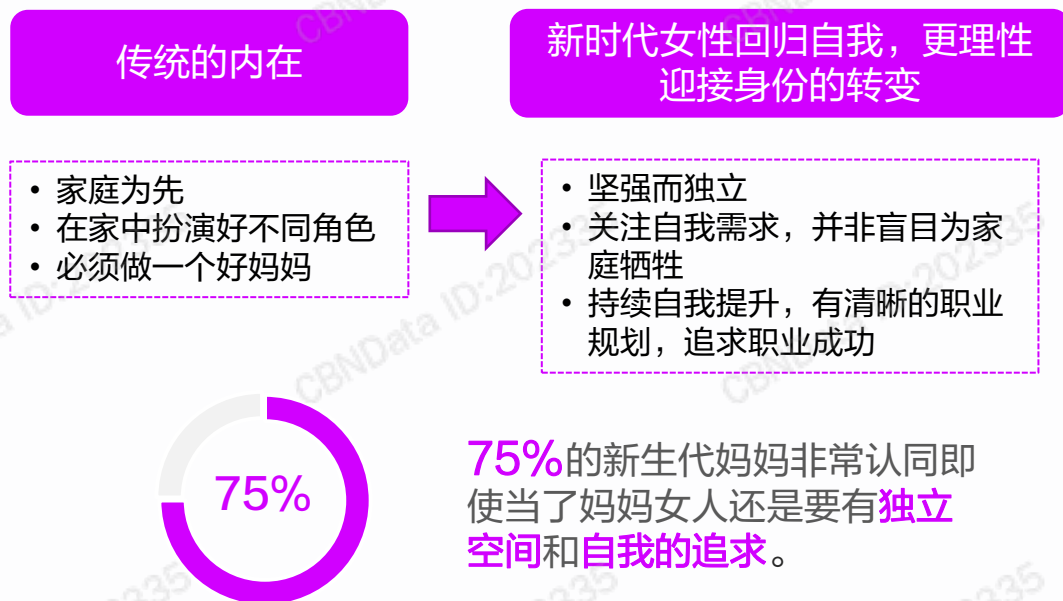 传统的内在
新时代女性回归自我，更理性
迎接身份的转变
• 家庭为先
• 在家中扮演好不同角色
• 必须做一个好妈妈
• 坚强而独立
• 关注自我需求，并非盲目为家
庭牺牲
• 持续自我提升，有清晰的职业
规划，追求职业成功
75%
75%的新生代妈妈非常认同即
使当了妈妈女人还是要有独立
空间和自我的追求。
CBNData ID:202335